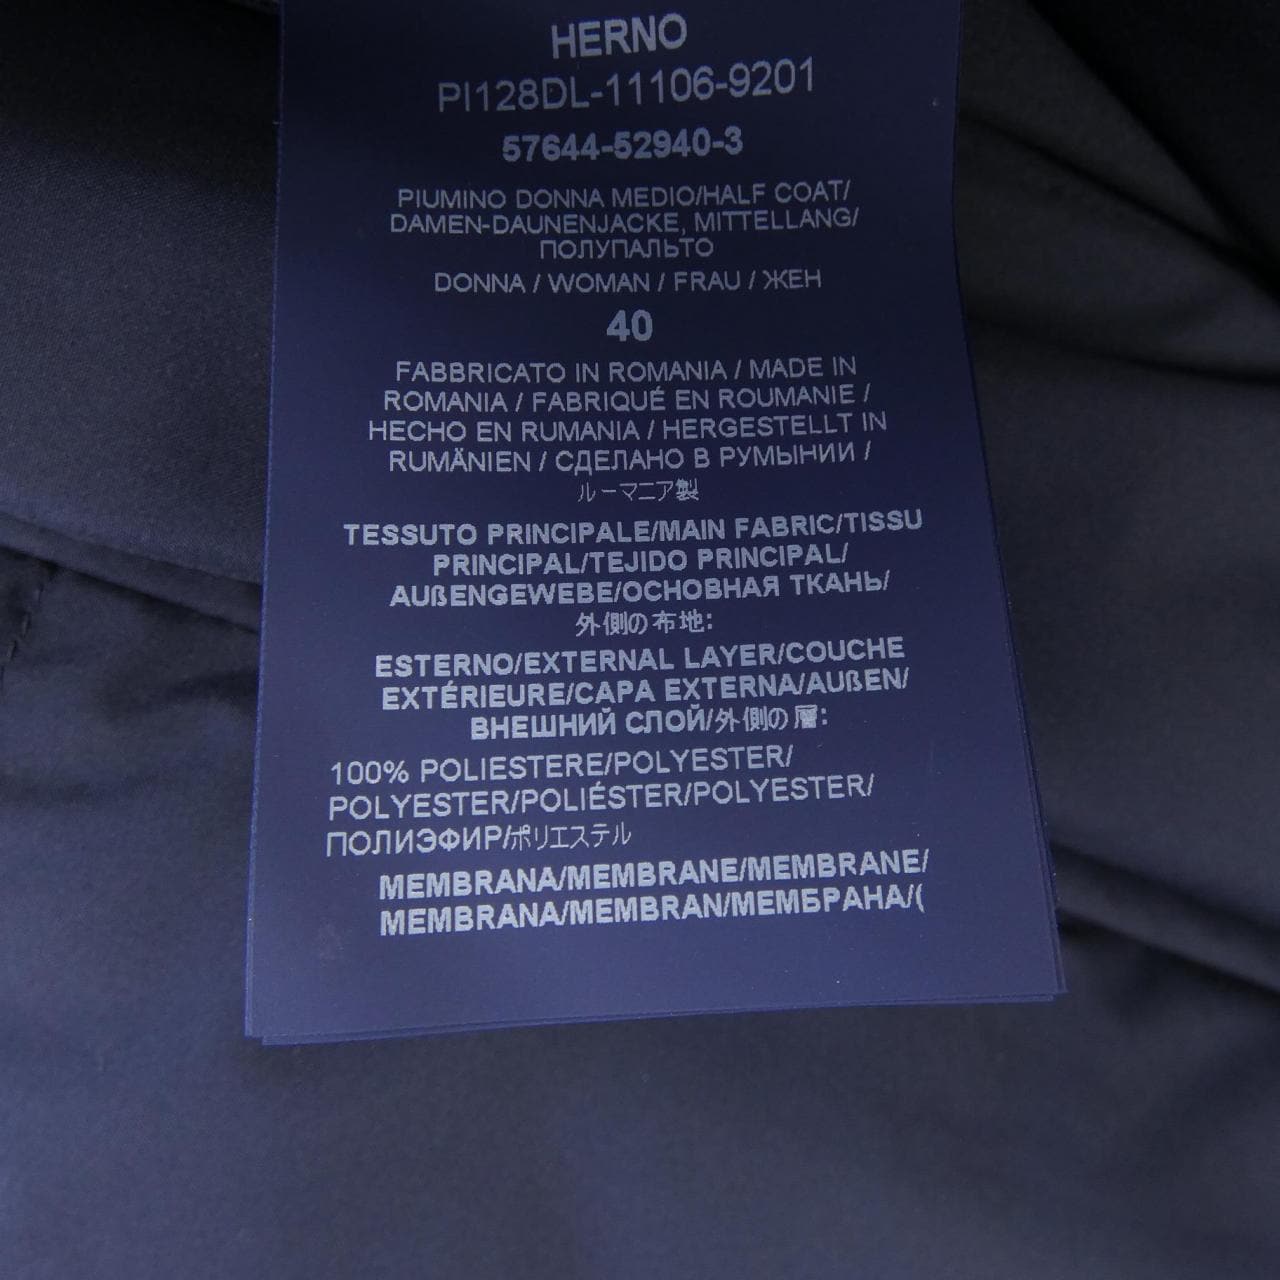 HERNO
PI128DL-11106-9201
57644-52940-3
PIUMINO DONNA MEDIO/HALF COAT/
DAMEN-DAUNENJACKE, MITTELLANG/
ПОЛУПАЛЬТО
DONNA / WOMAN / FRAU / ЖЕН
40
FABBRICATO IN ROMANIA / MADE IN
ROMANIA / FABRIQUÉ EN ROUMANIE /
HECHO EN RUMANIA / HERGESTELLT IN
RUMÄNIEN / СДЕЛАНО В РУМЫНИИ /
ルーマニア製
TESSUTO PRINCIPALE/MAIN FABRIC/TISSU
PRINCIPAL/TEJIDO PRINCIPAL/
AUßENGEWEBE/ОСНОВНАЯ ТКАНЬ/
外側の布地:
ESTERNO/EXTERNAL LAYER/COUCHE
EXTÉRIEURE/CAPA EXTERNA/AUßEN/
ВНЕШНИЙ СЛОЙ/外側の層:
100% POLIESTERE/POLYESTER/
POLYESTER/POLIÉSTER/POLYESTER/
ПОЛИЭФИР/ポリエステル
MEMBRANA/MEMBRANE/MEMBRANE/
MEMBRANA/MEMBRAN/МЕМБРАНА/(